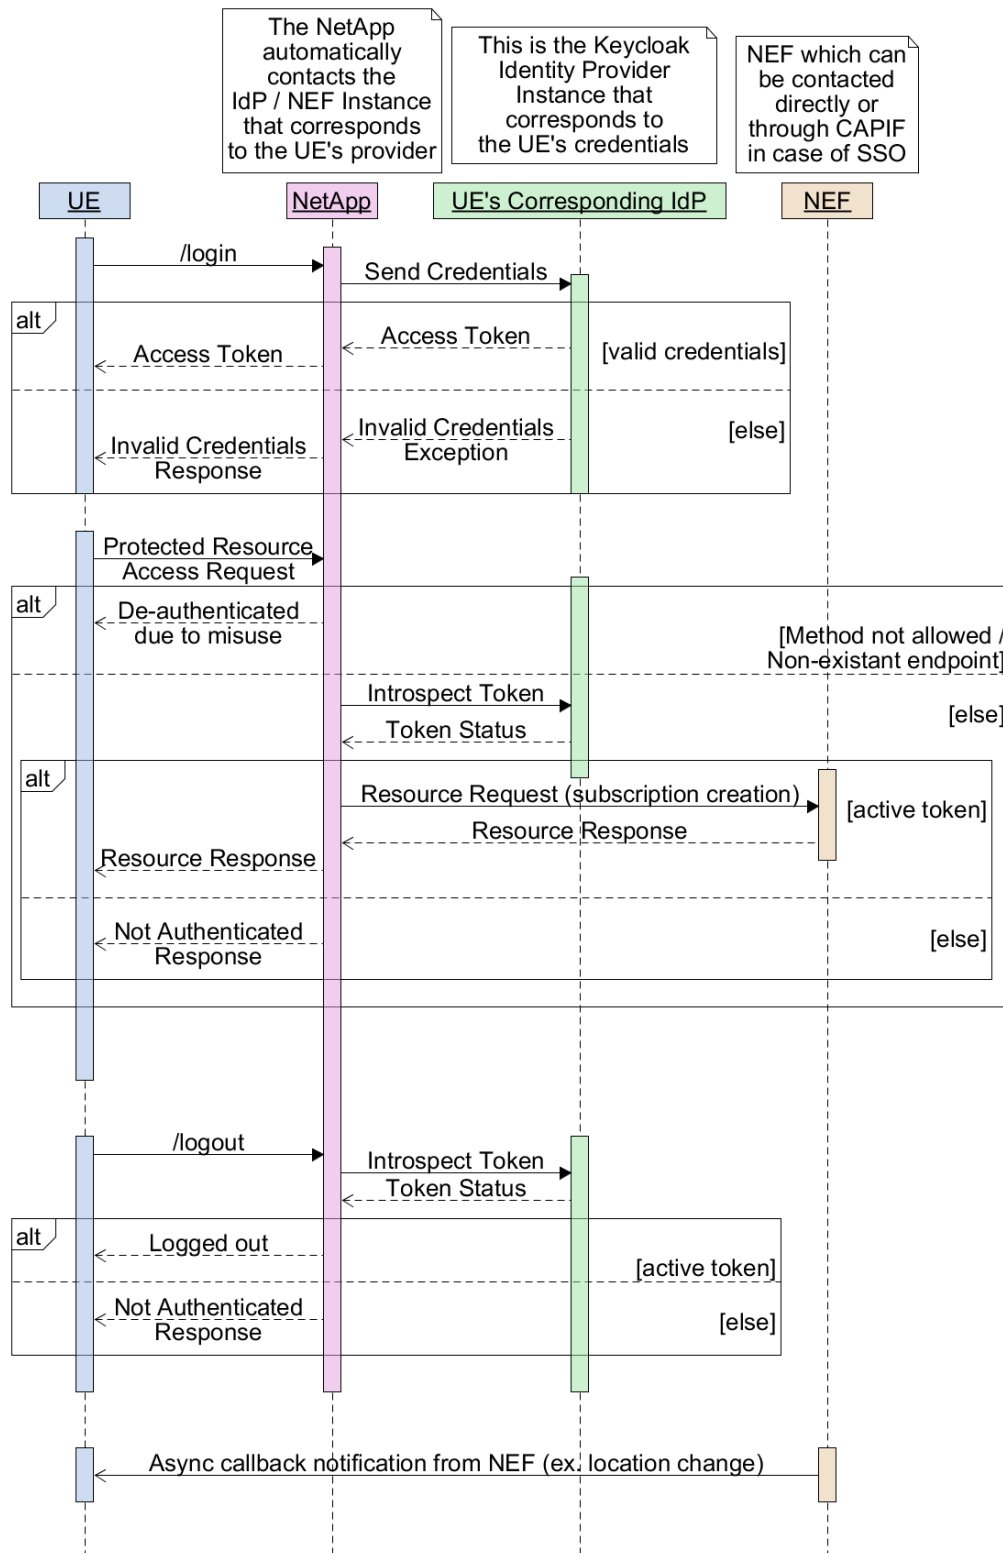 The NetApp
automatically
contacts the
IdP / NEF Instance
that corresponds
to the UE's provider
This is the Keycloak
Identity Provider
Instance that
corresponds to
the UE's credentials
NEF which can
be contacted
directly or
through CAPIF
in case of SSO
UE
NetApp
UE's Corresponding IdP
NEF
/login
Send Credentials
alt
Access Token
[valid credentials]
Access Token
Invalid Credentials
Exception
[else]
Invalid Credentials
Response
Protected Resource
Access Request
alt
De-authenticated
due to misuse
[Method not allowed /
Non-existant endpoint]
Introspect Token
[else]
Token Status
alt
Resource Request (subscription creation)
[active token]
Resource Response
Resource Response
Not Authenticated
Response
[else]
/logout
Introspect Token
Token Status
alt
Logged out
[active token]
Not Authenticated
Response
[else]
Async callback notification from NEF (ex. location change)